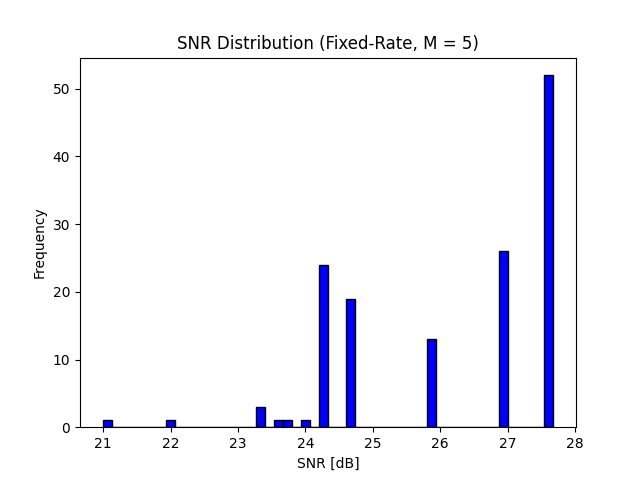 SNR Distribution (Fixed-Rate, M = 5)
50
40
30
20
10
0
Frequency
21 22 23 24 25 26 27 28
SNR [dB]